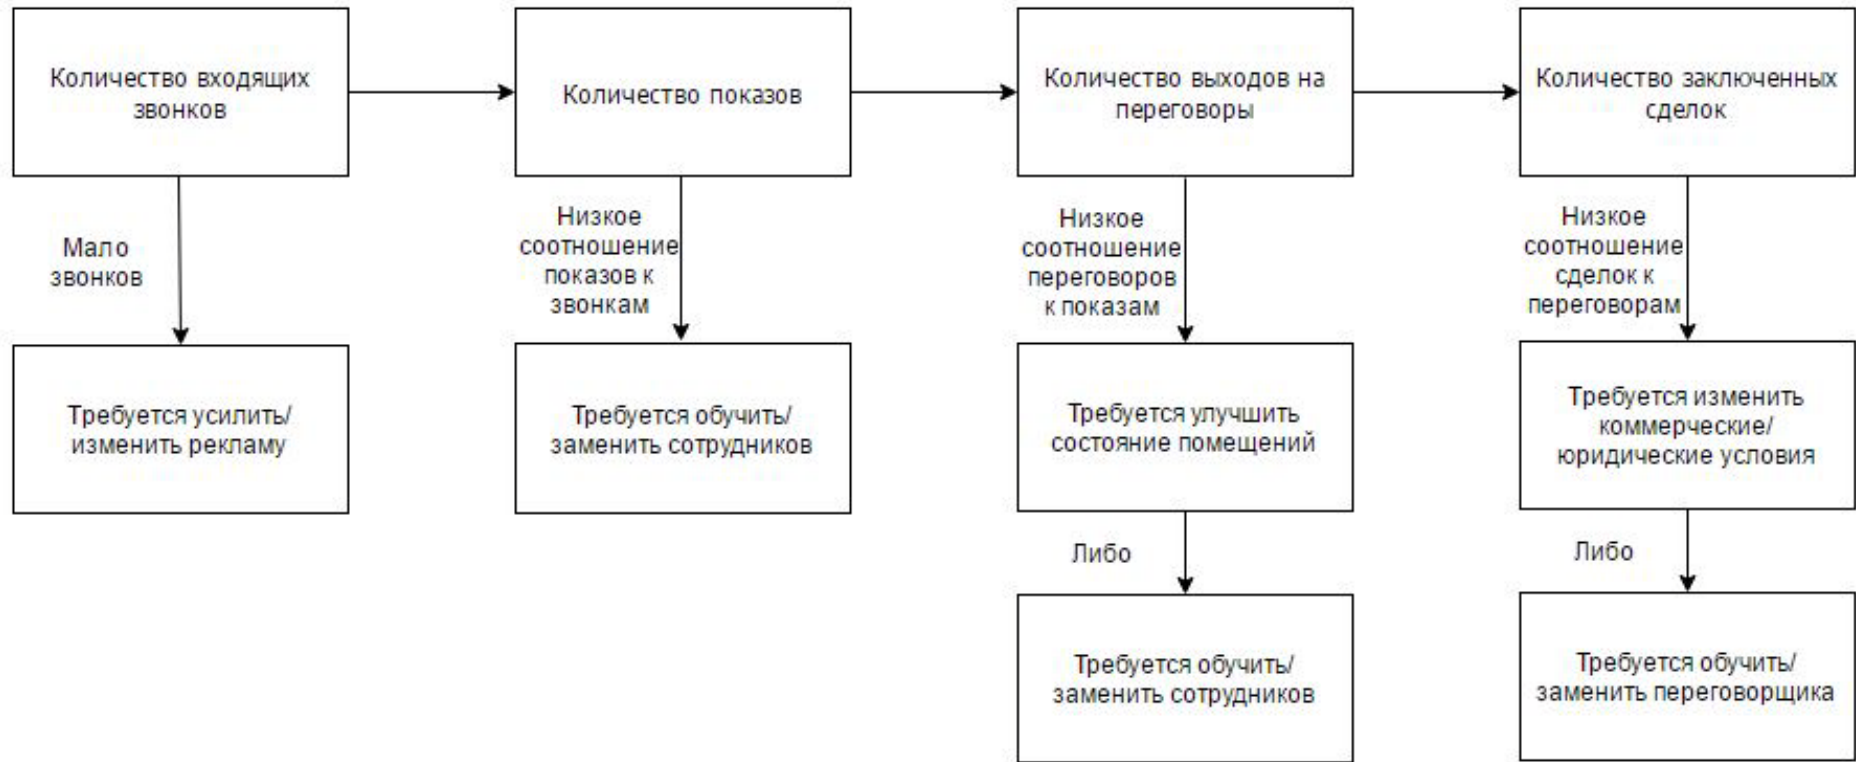 Количество входящих
звонков
Количество показов
Количество выходов на
переговоры
Количество заключенных
сделок
Мало
звонков
Низкое
соотношение
показов к
звонкам
Низкое
соотношение
переговоров
к показам
Низкое
соотношение
сделок к
переговорам
Требуется усилить/
изменить рекламу
Требуется обучить/
заменить сотрудников
Требуется улучшить
состояние помещений
Требуется изменить
коммерческие/
юридические условия
Либо
Либо
Требуется обучить/
заменить сотрудников
Требуется обучить/
заменить переговорщика